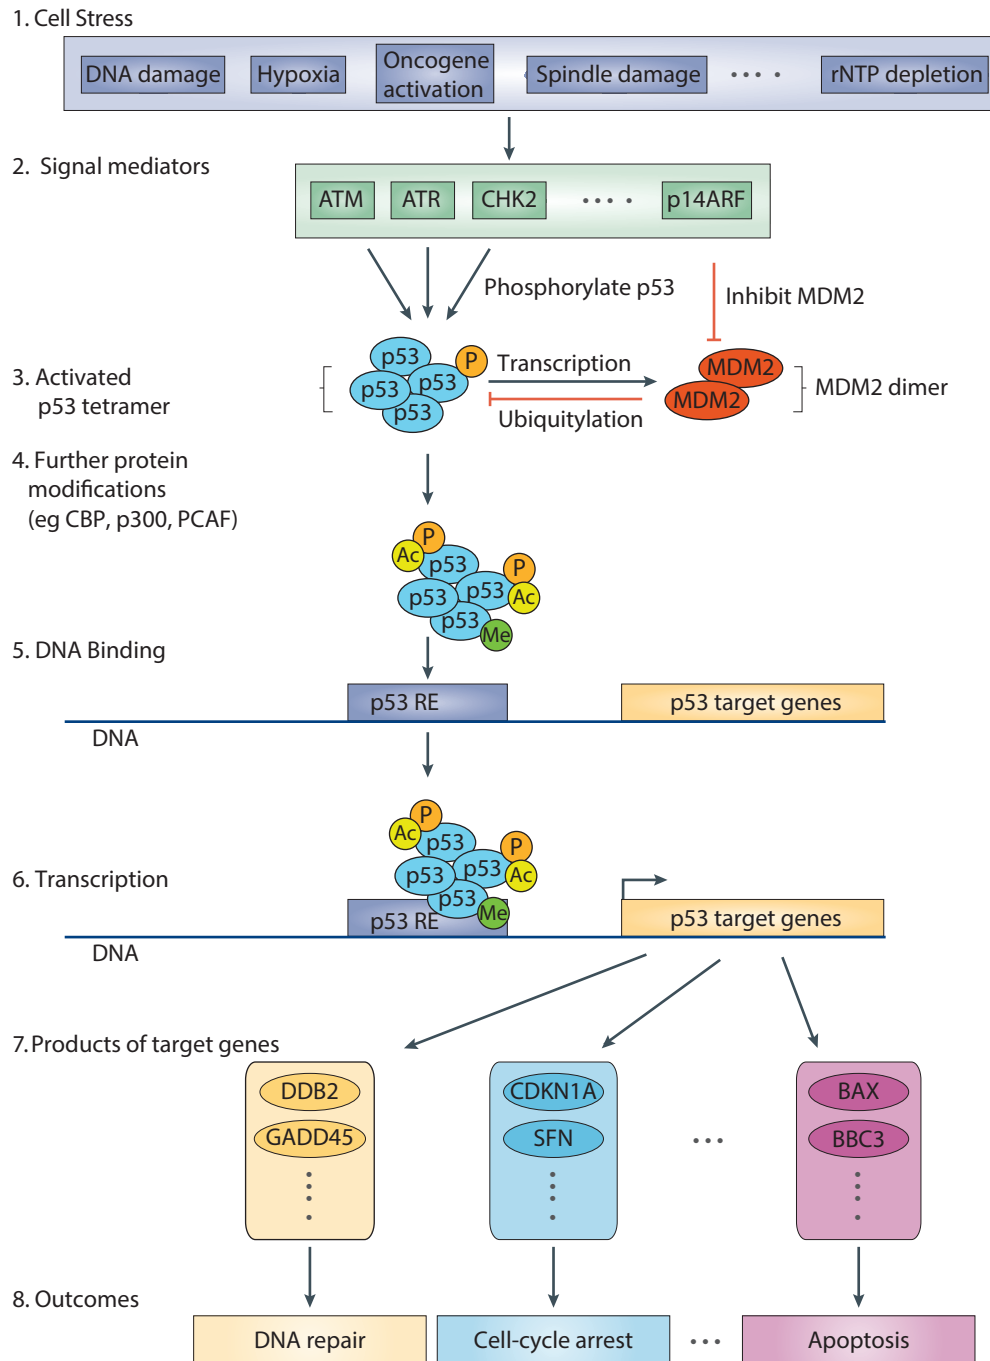 1. Cell Stress
DNA damage
Hypoxia
Oncogene
activation
Spindle damage
....
rNTP depletion
2. Signal mediators
ATM
ATR
CHK2
....
p14ARF
Phosphorylate p53
Inhibit MDM2
3. Activated
p53 tetramer
p53
P
p53
p53
p53
Transcription
Ubiquitylation
MDM2
MDM2
MDM2 dimer
4. Further protein
modifications
(eg CBP, p300, PCAF)
P
Ac
p53
P
p53
Ac
p53
p53
Me
5. DNA Binding
p53 RE
p53 target genes
DNA
P
Ac
p53
P
p53
Ac
p53
p53
Me
6. Transcription
p53 RE
p53 target genes
DNA
7. Products of target genes
DDB2
GADD45
....
CDKN1A
SFN
....
...
BAX
BBC3
....
8. Outcomes
DNA repair
Cell-cycle arrest
...
Apoptosis